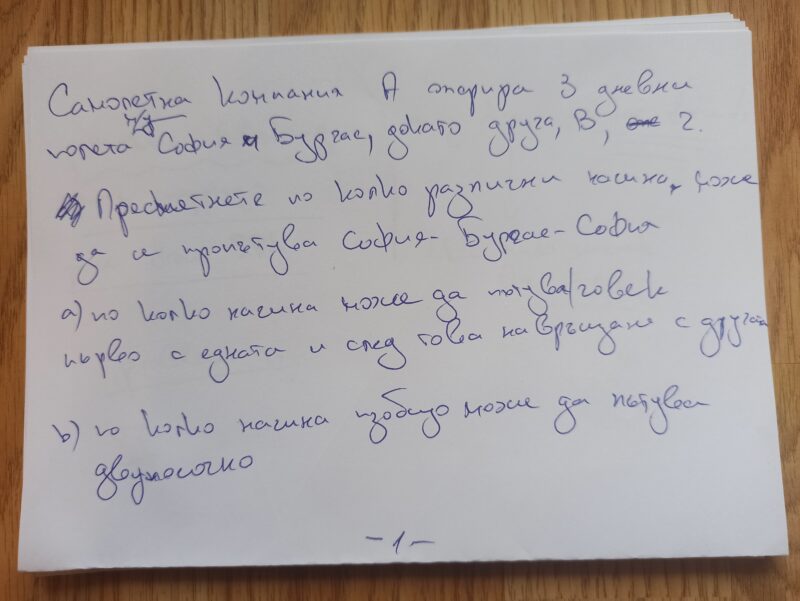 Самолетна компания А оперира 3 дневни
полета м/у София и Бургас, докато друга, В, 2.
Пресметнете по колко различни начина, може
да се пропътува София-Бургас-София
а) по колко начина може да пътува/човек
първо с едната и след това на връщане с другата
b) по колко начина изобщо може да пътува
двупосочно
-1-